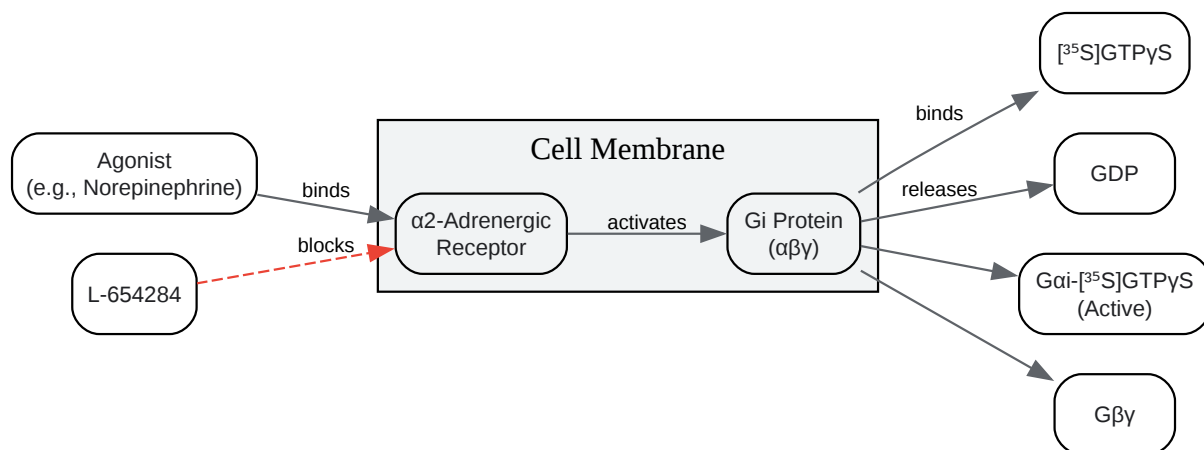 [³⁵S]GTPγS
binds
Cell Membrane
Agonist
(e.g., Norepinephrine)
binds
releases
GDP
α2-Adrenergic
Receptor
activates
Gi Protein
(αβγ)
blocks
L-654284
Gαi-[³⁵S]GTPγS
(Active)
Gβγ